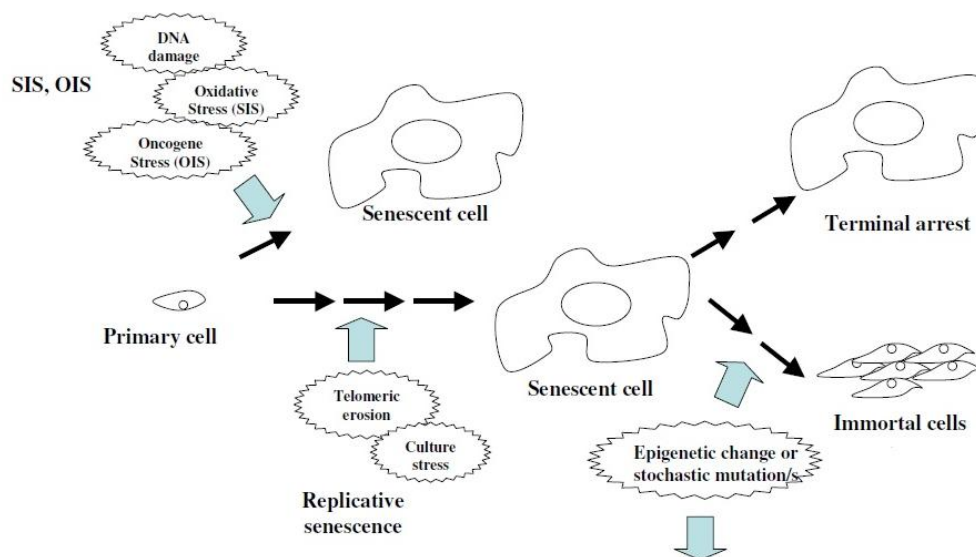 DNA
damage
SIS, OIS
Oxidative
Stress (SIS)
Oncogene
Stress (OIS)
Senescent cell
Terminal arrest
Primary cell
Senescent cell
Telomeric
erosion
Culture
stress
Replicative
senescence
Immortal cells
Epigenetic change or
stochastic mutation/s